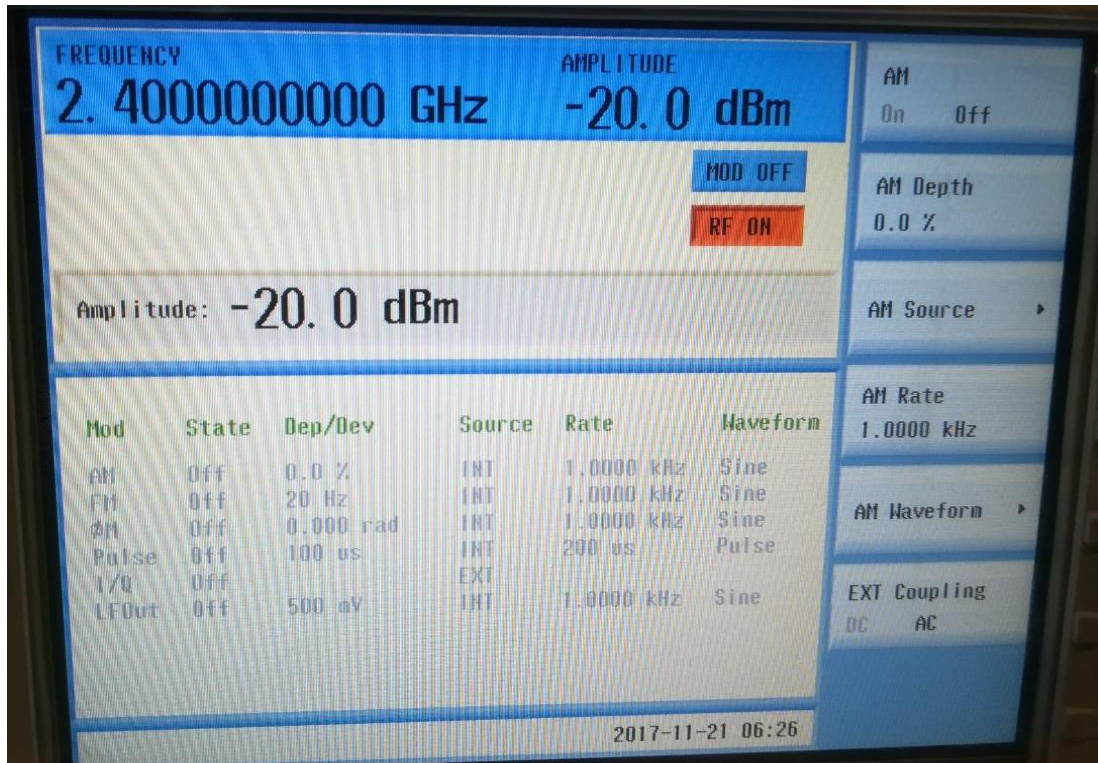 FREQUENCY AMPLITUDE
2.4000000000 GHz -20.0 dBm
MOD OFF
RF ON
Amplitude: -20.0 dBm
Mod State Dep/Dev Source Rate Waveform
AM Off 0.0 % INT 1.0000 kHz Sine
FM Off 20 Hz INT 1.0000 kHz Sine
ΦM Off 0.000 rad INT 1.0000 kHz Sine
Pulse Off 100 us INT 200 us Pulse
I/Q Off EXT
LFOut Off 500 mV INT 1.0000 kHz Sine
2017-11-21 06:26
AM
On Off
AM Depth
0.0 %
AM Source
AM Rate
1.0000 kHz
AM Waveform
EXT Coupling
DC AC